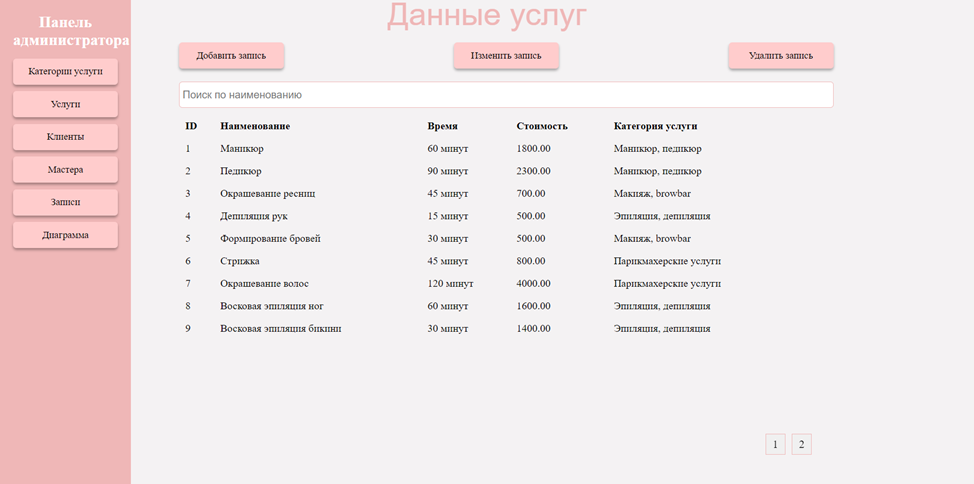 Панель
администратора
Категории услуги
Услуги
Клиенты
Мастера
Записи
Диаграмма
Данные услуг
Добавить запись Изменить запись Удалить запись
Поиск по наименованию
ID Наименование Время Стоимость Категория услуги
1 Маникюр 60 минут 1800.00 Маникюр, педикюр
2 Педикюр 90 минут 2300.00 Маникюр, педикюр
3 Окрашевание ресниц 45 минут 700.00 Макияж, browbar
4 Депиляция рук 15 минут 500.00 Эпиляция, депиляция
5 Формирование бровей 30 минут 500.00 Макияж, browbar
6 Стрижка 45 минут 800.00 Парикмахерские услуги
7 Окрашевание волос 120 минут 4000.00 Парикмахерские услуги
8 Восковая эпиляция ног 60 минут 1600.00 Эпиляция, депиляция
9 Восковая эпиляция бикини 30 минут 1400.00 Эпиляция, депиляция
1 2